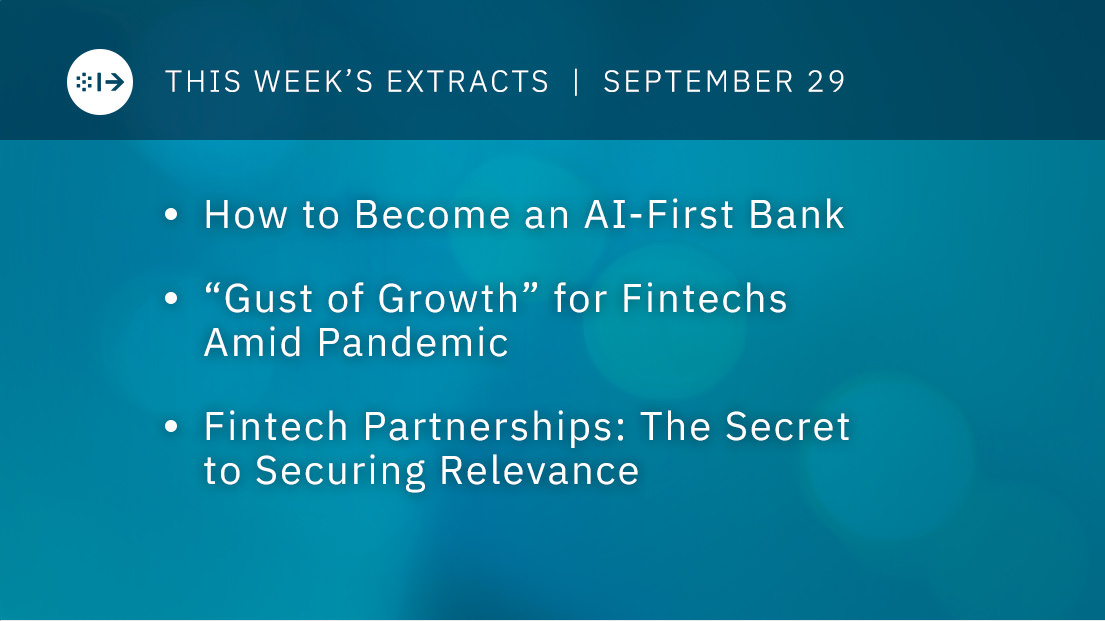 THIS WEEK’S EXTRACTS | SEPTEMBER 29
• How to Become an AI-First Bank
• “Gust of Growth” for Fintechs
Amid Pandemic
• Fintech Partnerships: The Secret
to Securing Relevance